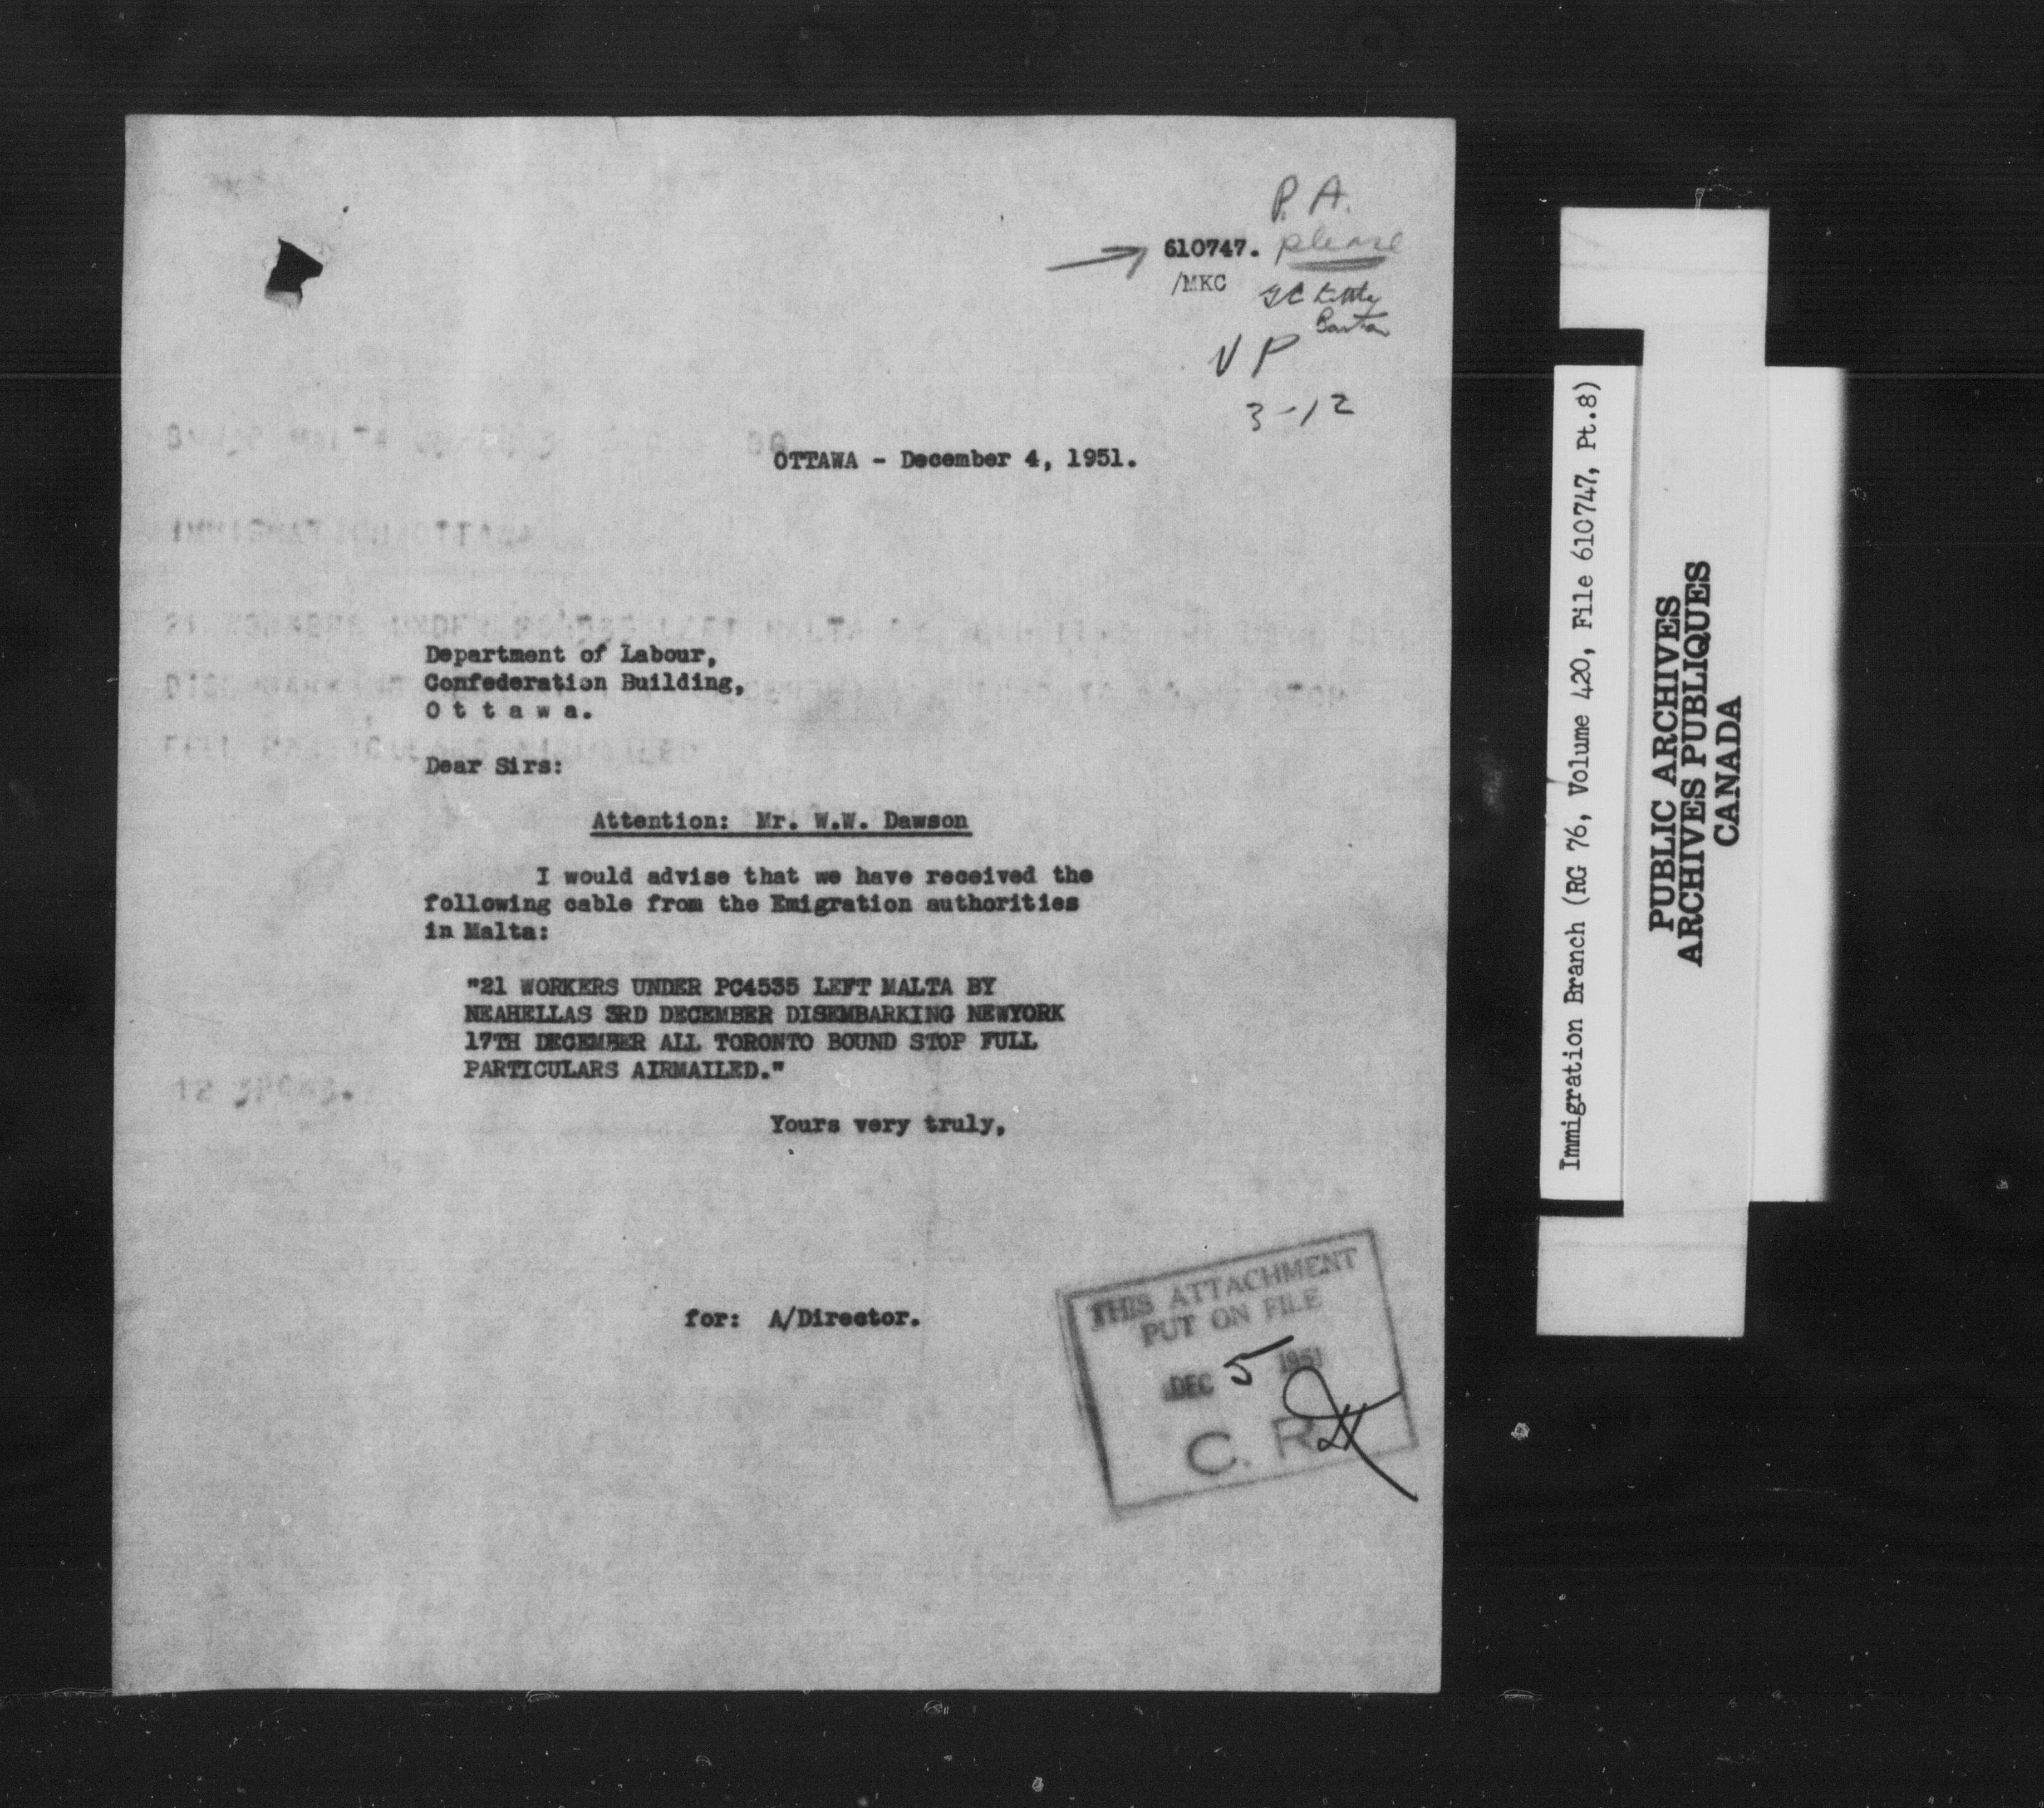 P. A.
610747. please
/MKC
V P
3-12
OTTAWA - December 4, 1951.
Department of Labour,
Confederation Building,
O t t a w a.
Dear Sirs:
Attention: Mr. W.W. Dawson
I would advise that we have received the
following cable from the Emigration authorities
in Malta:
"21 WORKERS UNDER PC4535 LEFT MALTA BY
NEAHELLAS 3RD DECEMBER DISEMBARKING NEWYORK
17TH DECEMBER ALL TORONTO BOUND STOP FULL
PARTICULARS AIRMAILED."
Yours very truly,
for: A/Director.
THIS ATTACHMENT
PUT ON FILE
DEC 5 1951
C. R.
Immigration Branch (RG 76, Volume 420, File 610747, Pt.8)
PUBLIC ARCHIVES
ARCHIVES PUBLIQUES
CANADA